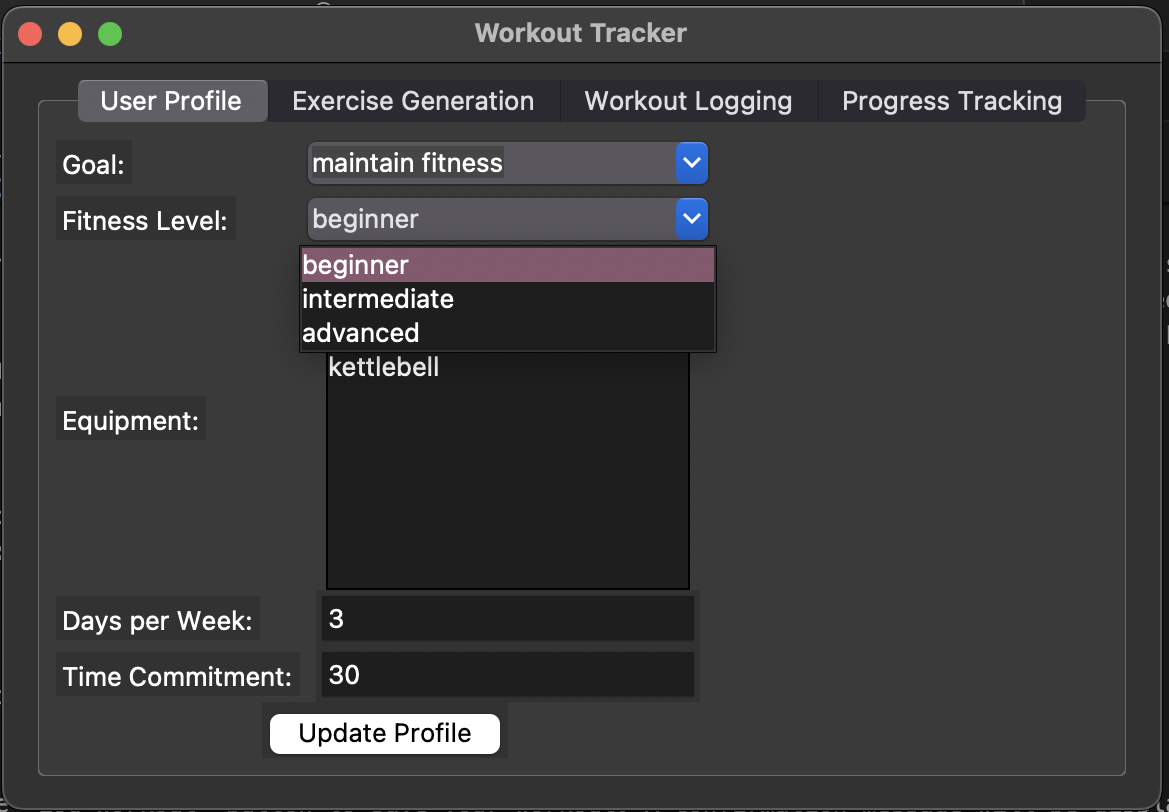 Workout Tracker
User Profile Exercise Generation Workout Logging Progress Tracking
Goal: maintain fitness
Fitness Level: beginner
beginner
intermediate
advanced
kettlebell
Equipment:
Days per Week: 3
Time Commitment: 30
Update Profile